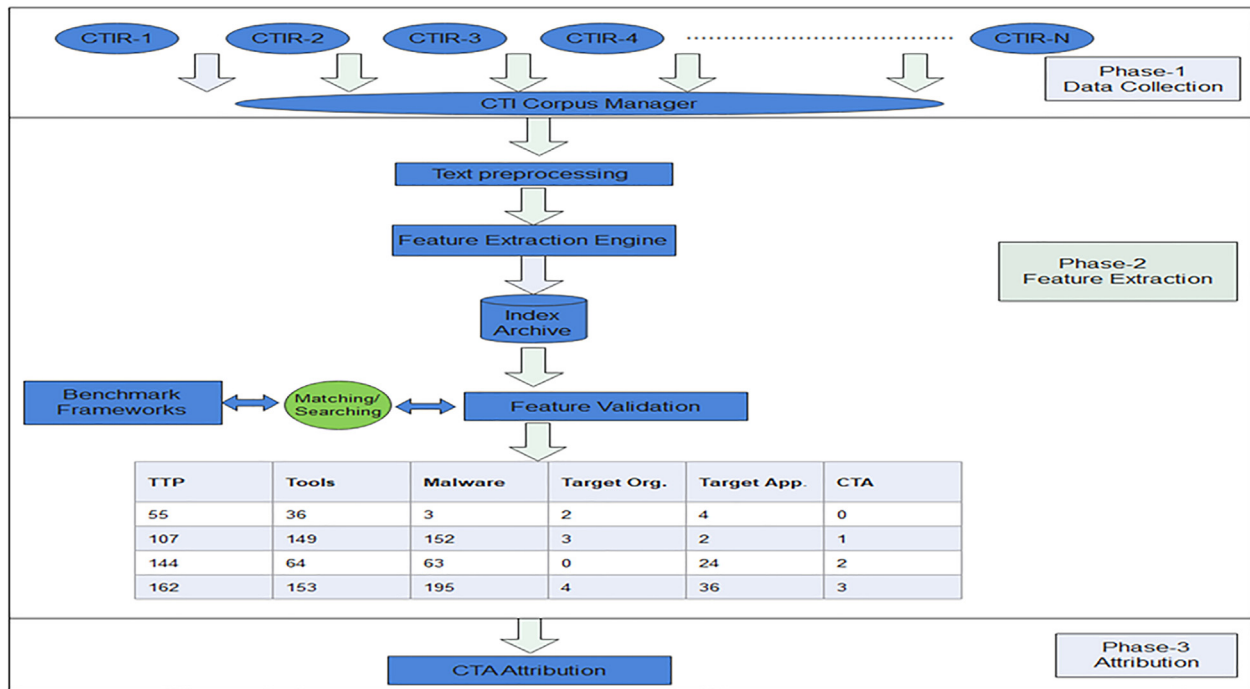 CTIR-1 CTIR-2 CTIR-3 CTIR-4 CTIR-N
Phase-1
Data Collection
CTI Corpus Manager
Text preprocessing
Feature Extraction Engine
Phase-2
Feature Extraction
Index
Archive
Benchmark
Frameworks
Matching/
Searching
Feature Validation
TTP Tools Malware Target Org. Target App. CTA
55 36 3 2 4 0
107 149 152 3 2 1
144 64 63 0 24 2
162 153 195 4 36 3
Phase-3
Attribution
CTA Attribution